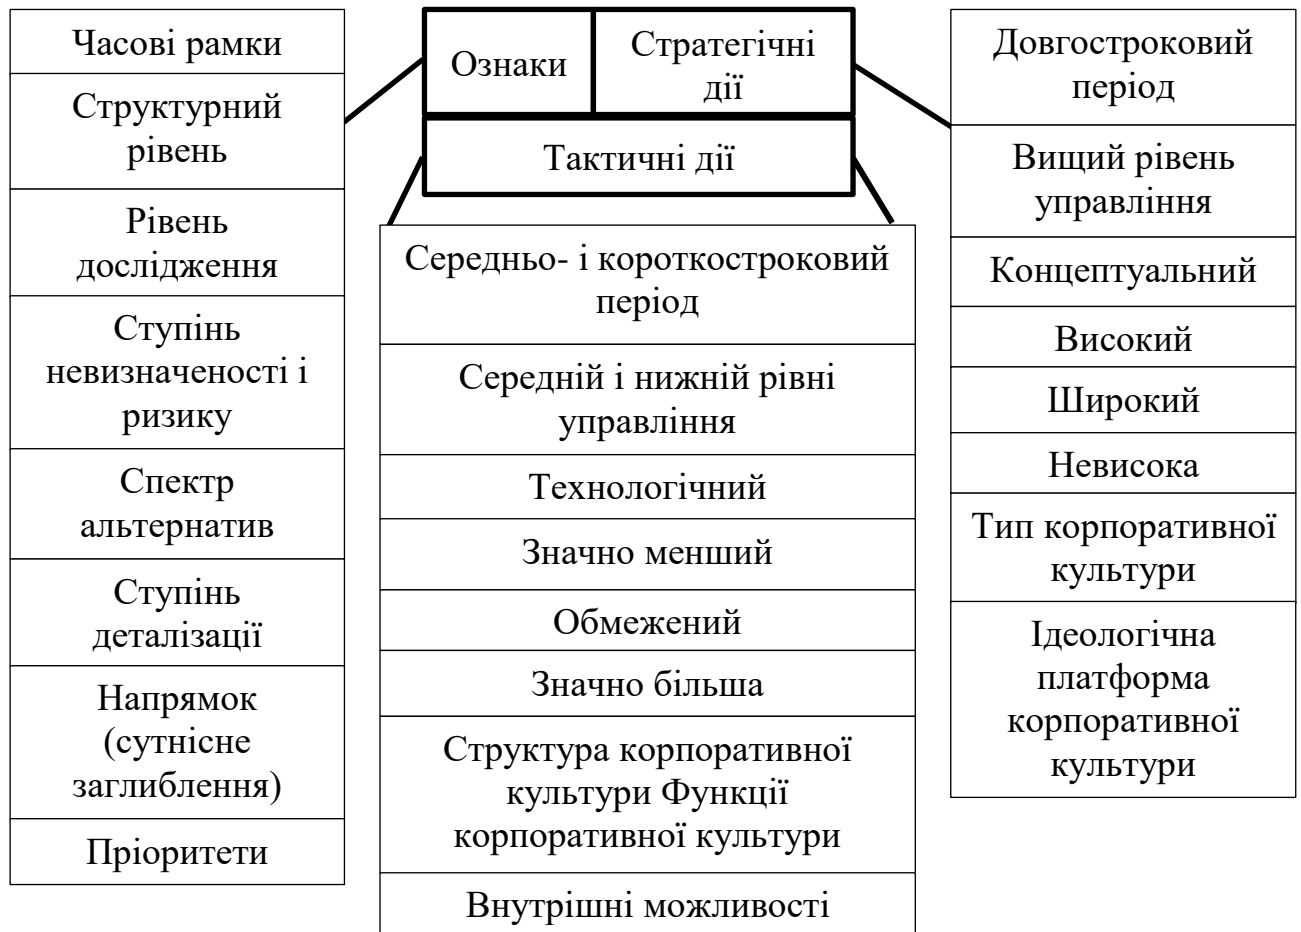 Часові рамки
Структурний
рівень
Рівень
дослідження
Ступінь
невизначеності і
ризику
Спектр
альтернатив
Ступінь
деталізації
Напрямок
(сутнісне
заглиблення)
Пріоритети
Ознаки
Стратегічні
дії
Тактичні дії
Середньо- і короткостроковий
період
Середній і нижній рівні
управління
Технологічний
Значно менший
Обмежений
Значно більша
Структура корпоративної
культури Функції
корпоративної культури
Внутрішні можливості
Довгостроковий
період
Вищий рівень
управління
Концептуальний
Високий
Широкий
Невисока
Тип корпоративної
культури
Ідеологічна
платформа
корпоративної
культури